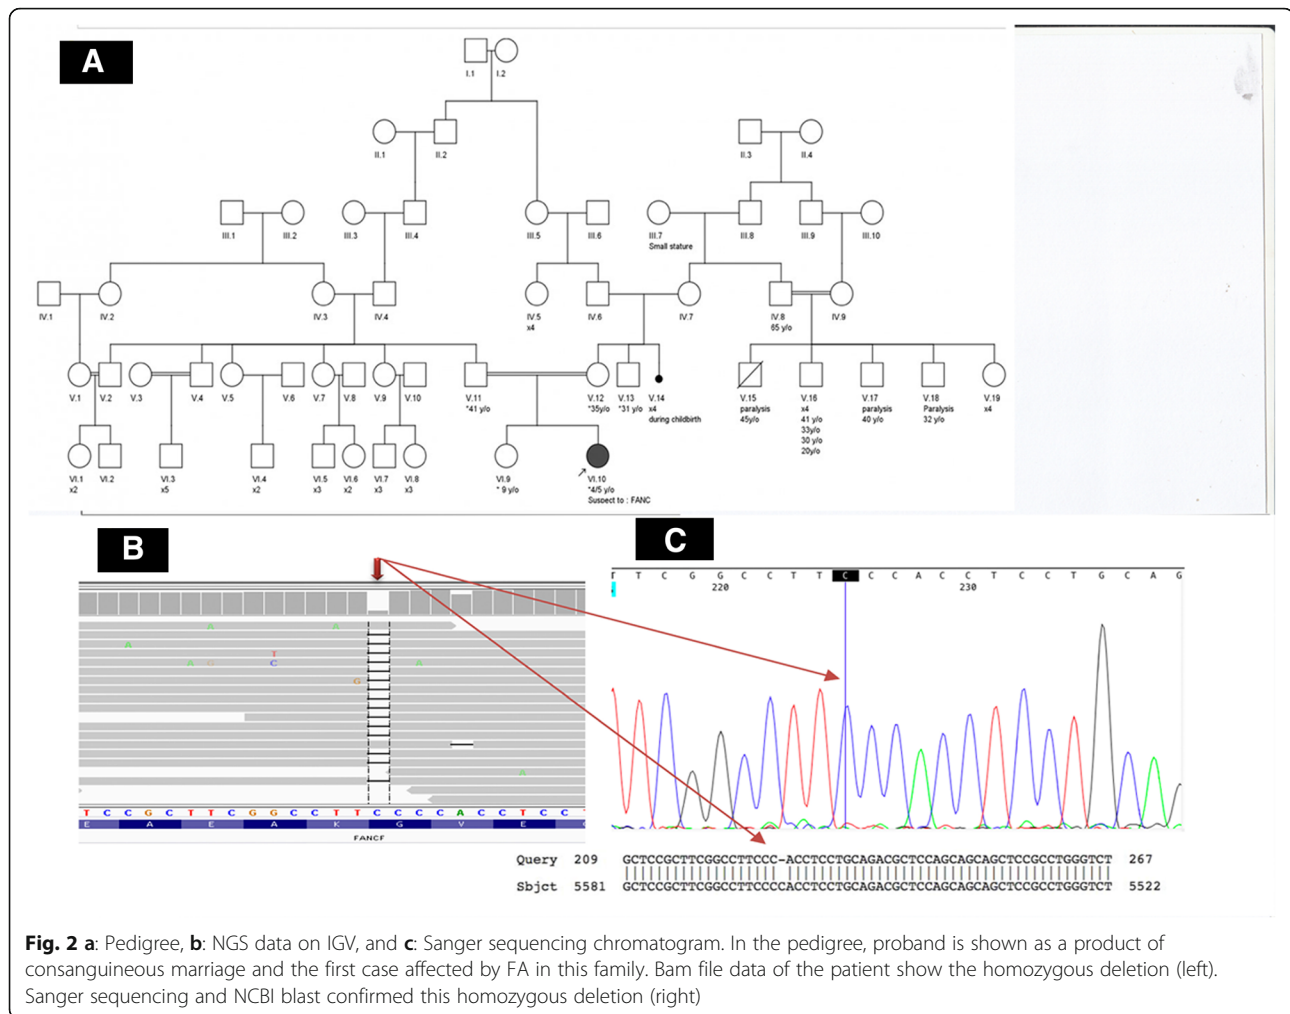 A
I.1 I.2
II.1 II.2 II.3 II.4
III.1 III.2 III.3 III.4 III.5 III.6 III.7 III.8 III.9 III.10
Small stature
IV.1 IV.2 IV.3 IV.4 IV.5 IV.6 IV.7 IV.8 IV.9
x4 65 y/o
V.1 V.2 V.3 V.4 V.5 V.6 V.7 V.8 V.9 V.10 V.11 V.12 V.13 V.14 V.15 V.16 V.17 V.18 V.19
*41 y/o *35y/o *31 y/o x4 paralysis x4 paralysis Paralysis x4
during childbirth 45y/o 41 y/o 40 y/o 32 y/o
33y/o
30 y/o
20y/o
VI.1 VI.2 VI.3 VI.4 VI.5 VI.6 VI.7 VI.8 VI.9 VI.10
x2 x5 x2 x3 x2 x3 x3 * 9 y/o *4/5 y/o
Suspect to : FANC
B
A A
A
T
A G C A
G
A
T C C G C T T C G G C C T T C C C C A C C T C C T
E A E A K G V E
FANCF
C
T T C G G C C T T C C C A C C T C C T G C A G
220 230
Query 209 GCTCCGCTTCGGCCTTCCC-ACCTCCTGCAGACGCTCCAGCAGCAGCTCCGCCTGGGTCT 267
Sbjct 5581 GCTCCGCTTCGGCCTTCCCCACCTCCTGCAGACGCTCCAGCAGCAGCTCCGCCTGGGTCT 5522
Fig. 2 a: Pedigree, b: NGS data on IGV, and c: Sanger sequencing chromatogram. In the pedigree, proband is shown as a product of
consanguineous marriage and the first case affected by FA in this family. Bam file data of the patient show the homozygous deletion (left).
Sanger sequencing and NCBI blast confirmed this homozygous deletion (right)